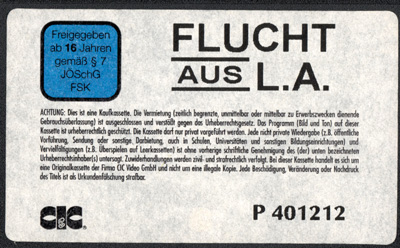 Freigegeben
ab 16 Jahren
gemäß § 7
JÖSchG
FSK
FLUCHT
AUS L.A.
ACHTUNG: Dies ist eine Kaufkassette. Die Vermietung (zeitlich begrenzte, unmittelbar oder mittelbar zu Erwerbszwecken dienende
Gebrauchsüberlassung) ist ausgeschlossen und verstößt gegen das Urheberrechtsgesetz. Das Programm (Bild und Ton) auf dieser
Kassette ist urheberrechtlich geschützt. Die Kassette darf nur privat vorgeführt werden. Jede nicht private Wiedergabe (z.B. öffentliche
Vorführung, Sendung oder sonstige Darbietung, auch in Schulen, Universitäten und sonstigen Bildungseinrichtungen) und
Vervielfältigungen (z.B. Überspielen auf Leerkassetten) ist ohne vorherige schriftliche Genehmigung des (der) unten bezeichneten
Urheberrechtsinhaber(s) untersagt. Zuwiderhandlungen werden zivil- und strafrechtlich verfolgt. Bei dieser Kassette handelt es sich um
eine Originalkassette der Firma CIC Video GmbH und nicht um eine illegale Kopie. Jede Beschädigung, Veränderung oder Nachdruck
des Titels ist als Urkundenfälschung strafbar.
CIC
P 401212